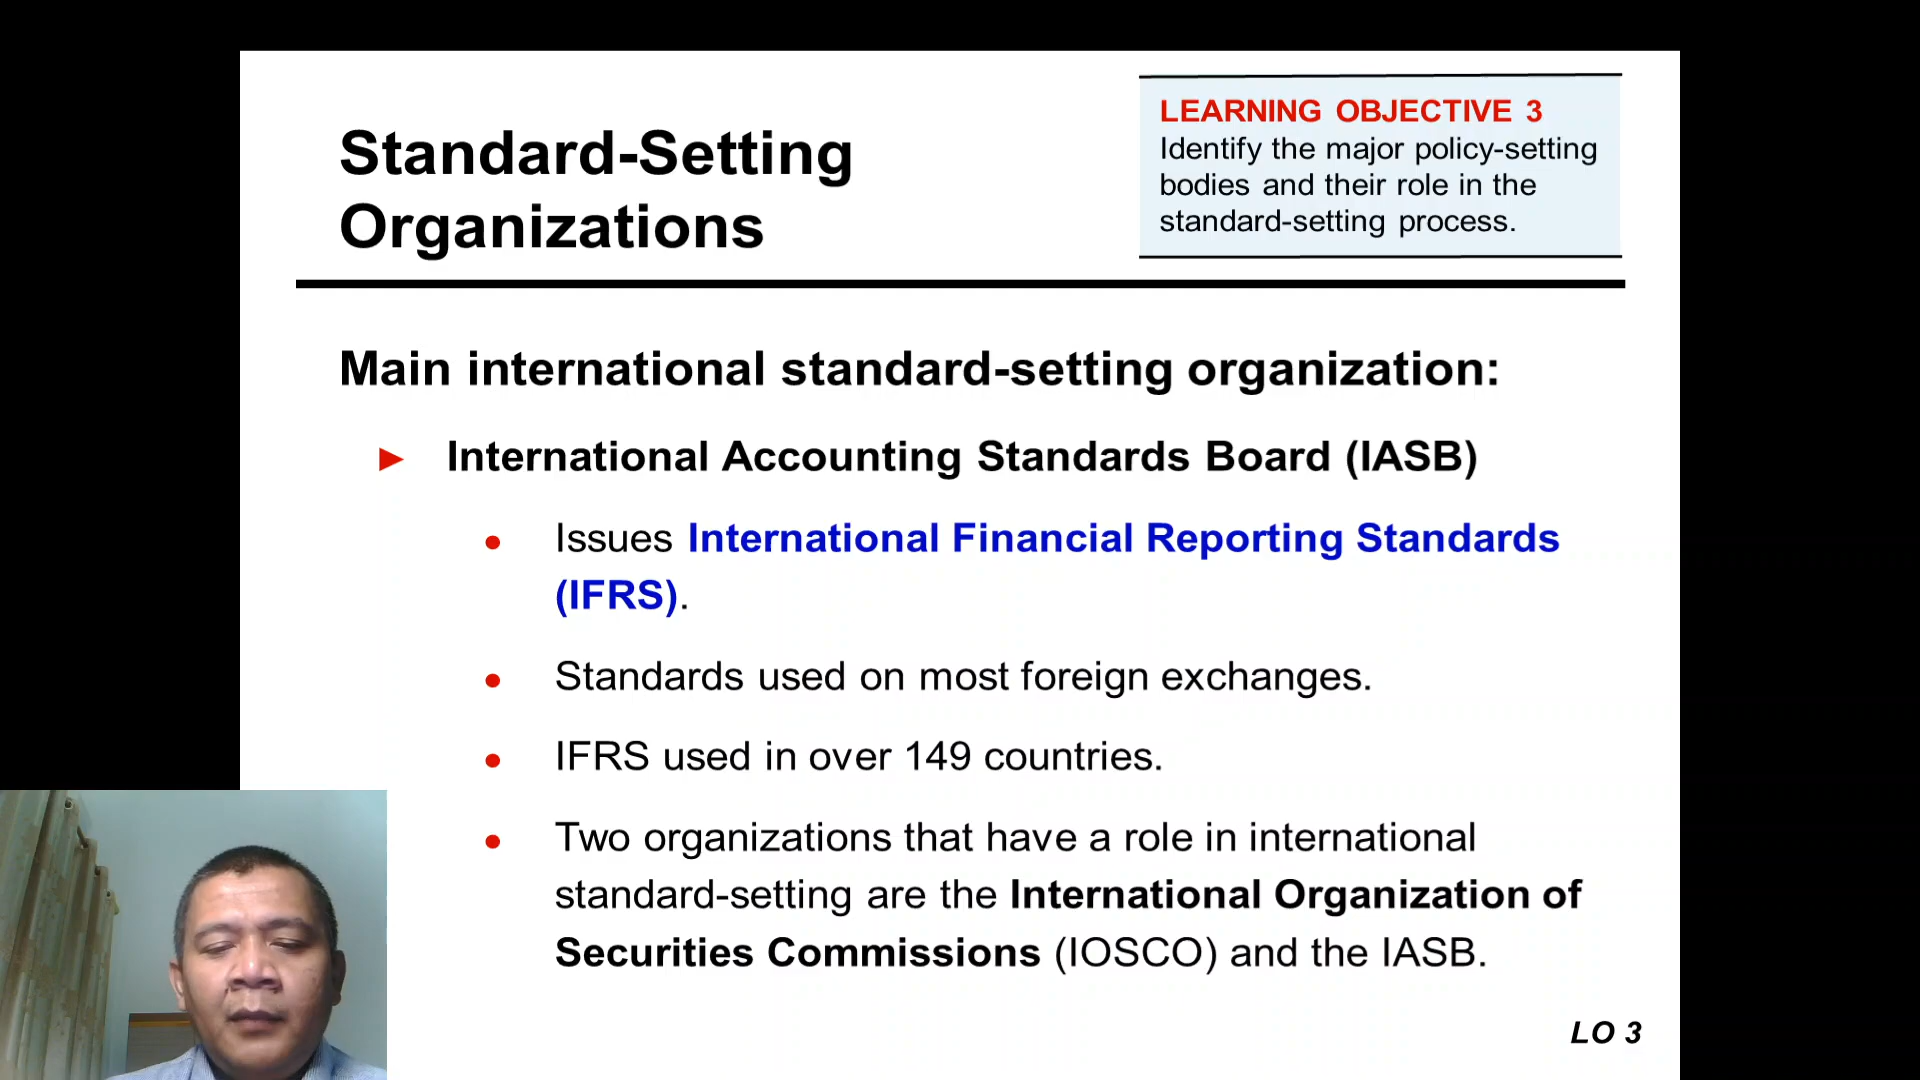 Standard-Setting
Organizations
LEARNING OBJECTIVE 3
Identify the major policy-setting
bodies and their role in the
standard-setting process.
Main international standard-setting organization:
► International Accounting Standards Board (IASB)
● Issues International Financial Reporting Standards
(IFRS).
● Standards used on most foreign exchanges.
● IFRS used in over 149 countries.
● Two organizations that have a role in international
standard-setting are the International Organization of
Securities Commissions (IOSCO) and the IASB.
LO 3